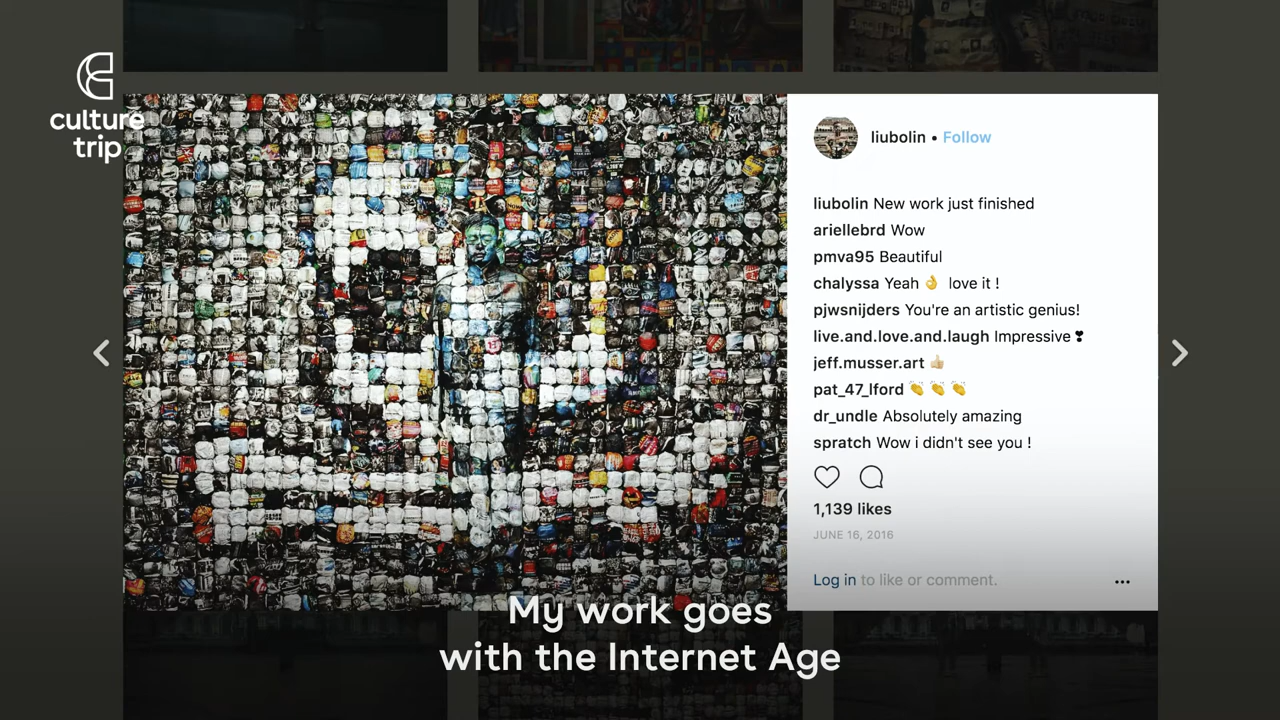 culture
trip
liubolin • Follow
liubolin New work just finished
ariellebrd Wow
pmva95 Beautiful
chalyssa Yeah 👌 love it !
pjwsnijders You're an artistic genius!
live.and.love.and.laugh Impressive ❣
jeff.musser.art 👍🏼
pat_47_lford 👏 👏 👏
dr_undle Absolutely amazing
spratch Wow i didn't see you !
1,139 likes
JUNE 16, 2016
Log in to like or comment.
My work goes
with the Internet Age